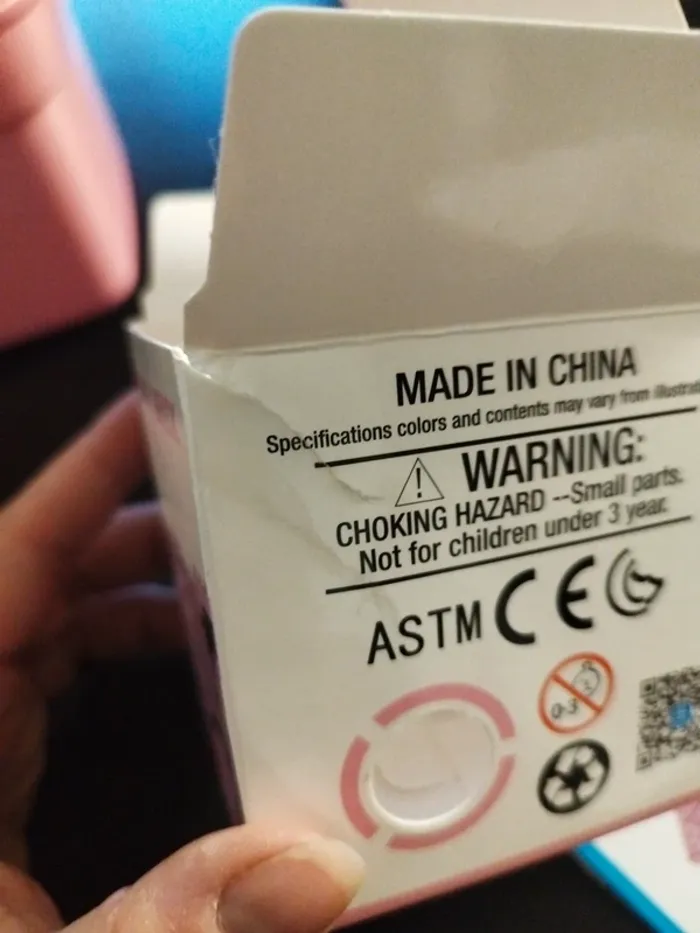 MADE IN CHINA
Specifications colors and contents may vary from
WARNING:
CHOKING HAZARD --Small parts.
Not for children under 3 year.
ASTM CE
0-3